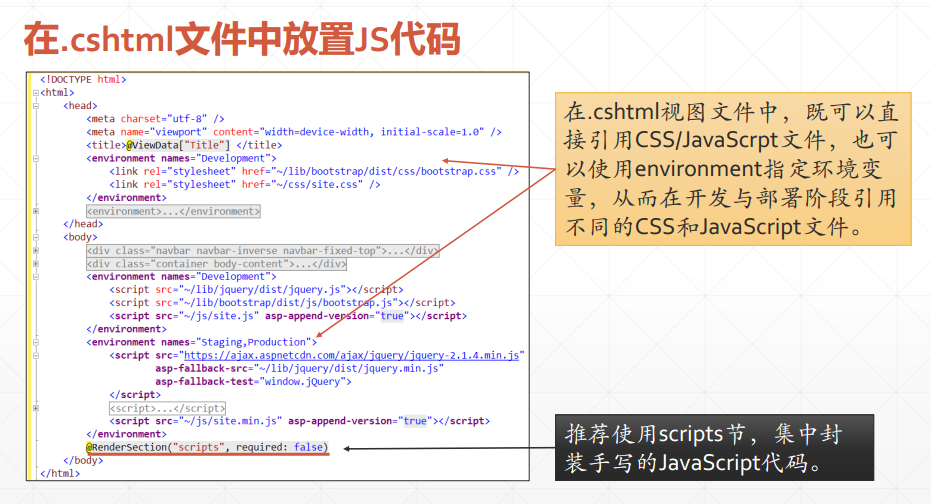 在.cshtml文件中放置JS代码
<!DOCTYPE html>
<html>
<head>
<meta charset="utf-8" />
<meta name="viewport" content="width=device-width, initial-scale=1.0" />
<title>@ViewData["Title"] </title>
<environment names="Development">
<link rel="stylesheet" href="~/lib/bootstrap/dist/css/bootstrap.css" />
<link rel="stylesheet" href="~/css/site.css" />
</environment>
<environment>...</environment>
</head>
<body>
<div class="navbar navbar-inverse navbar-fixed-top">...</div>
<div class="container body-content">...</div>
<environment names="Development">
<script src="~/lib/jquery/dist/jquery.js"></script>
<script src="~/lib/bootstrap/dist/js/bootstrap.js"></script>
<script src="~/js/site.js" asp-append-version="true"></script>
</environment>
<environment names="Staging,Production">
<script src="https://ajax.aspnetcdn.com/ajax/jquery/jquery-2.1.4.min.js"
asp-fallback-src="~/lib/jquery/dist/jquery.min.js"
asp-fallback-test="window.jQuery">
</script>
<script>...</script>
<script src="~/js/site.min.js" asp-append-version="true"></script>
</environment>
@RenderSection("scripts", required: false)
</body>
</html>
在.cshtml视图文件中，既可以直
接引用CSS/JavaScrpt文件，也可
以使用environment指定环境变
量，从而在开发与部署阶段引用
不同的CSS和JavaScript文件。
推荐使用scripts节，集中封
装手写的JavaScript代码。